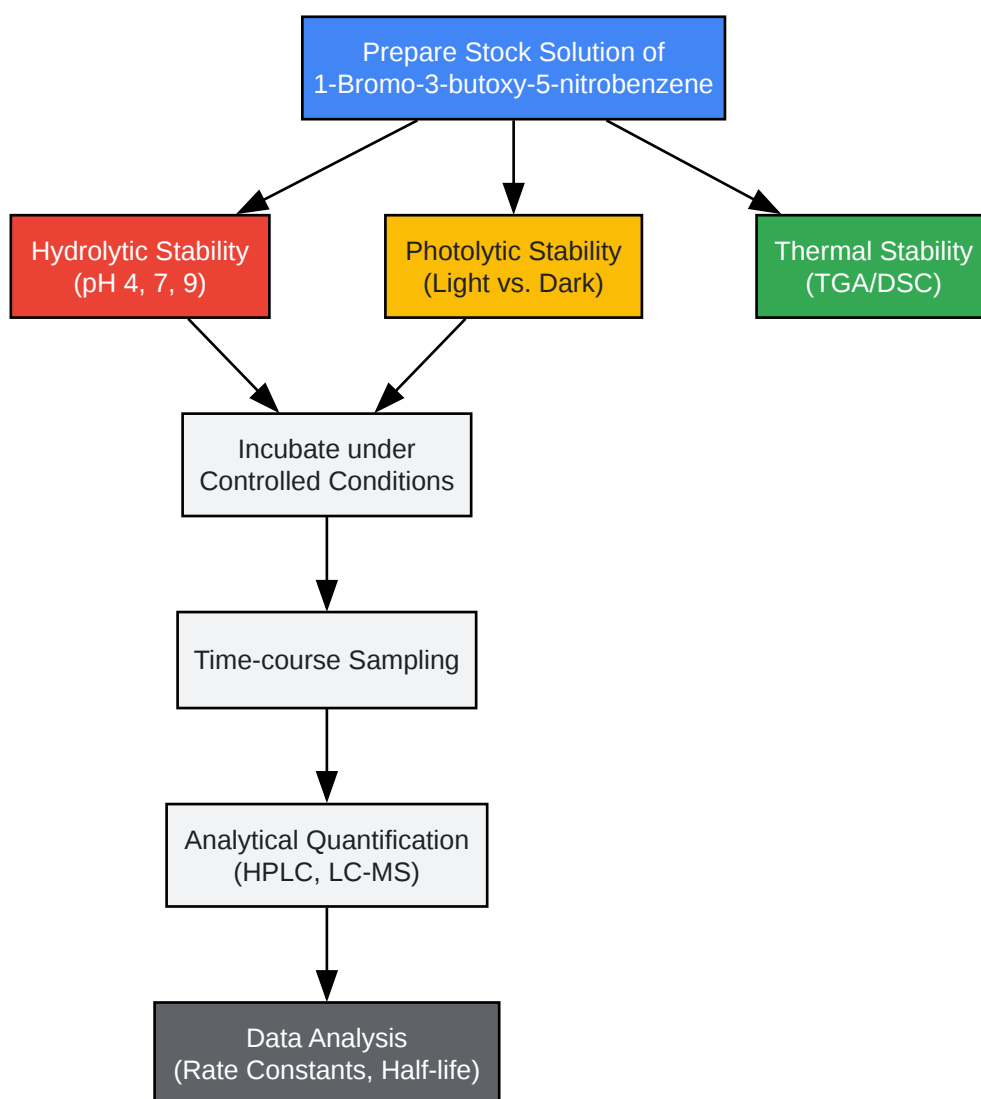 Prepare Stock Solution of
1-Bromo-3-butoxy-5-nitrobenzene
Hydrolytic Stability
(pH 4, 7, 9)
Photolytic Stability
(Light vs. Dark)
Thermal Stability
(TGA/DSC)
Incubate under
Controlled Conditions
Time-course Sampling
Analytical Quantification
(HPLC, LC-MS)
Data Analysis
(Rate Constants, Half-life)